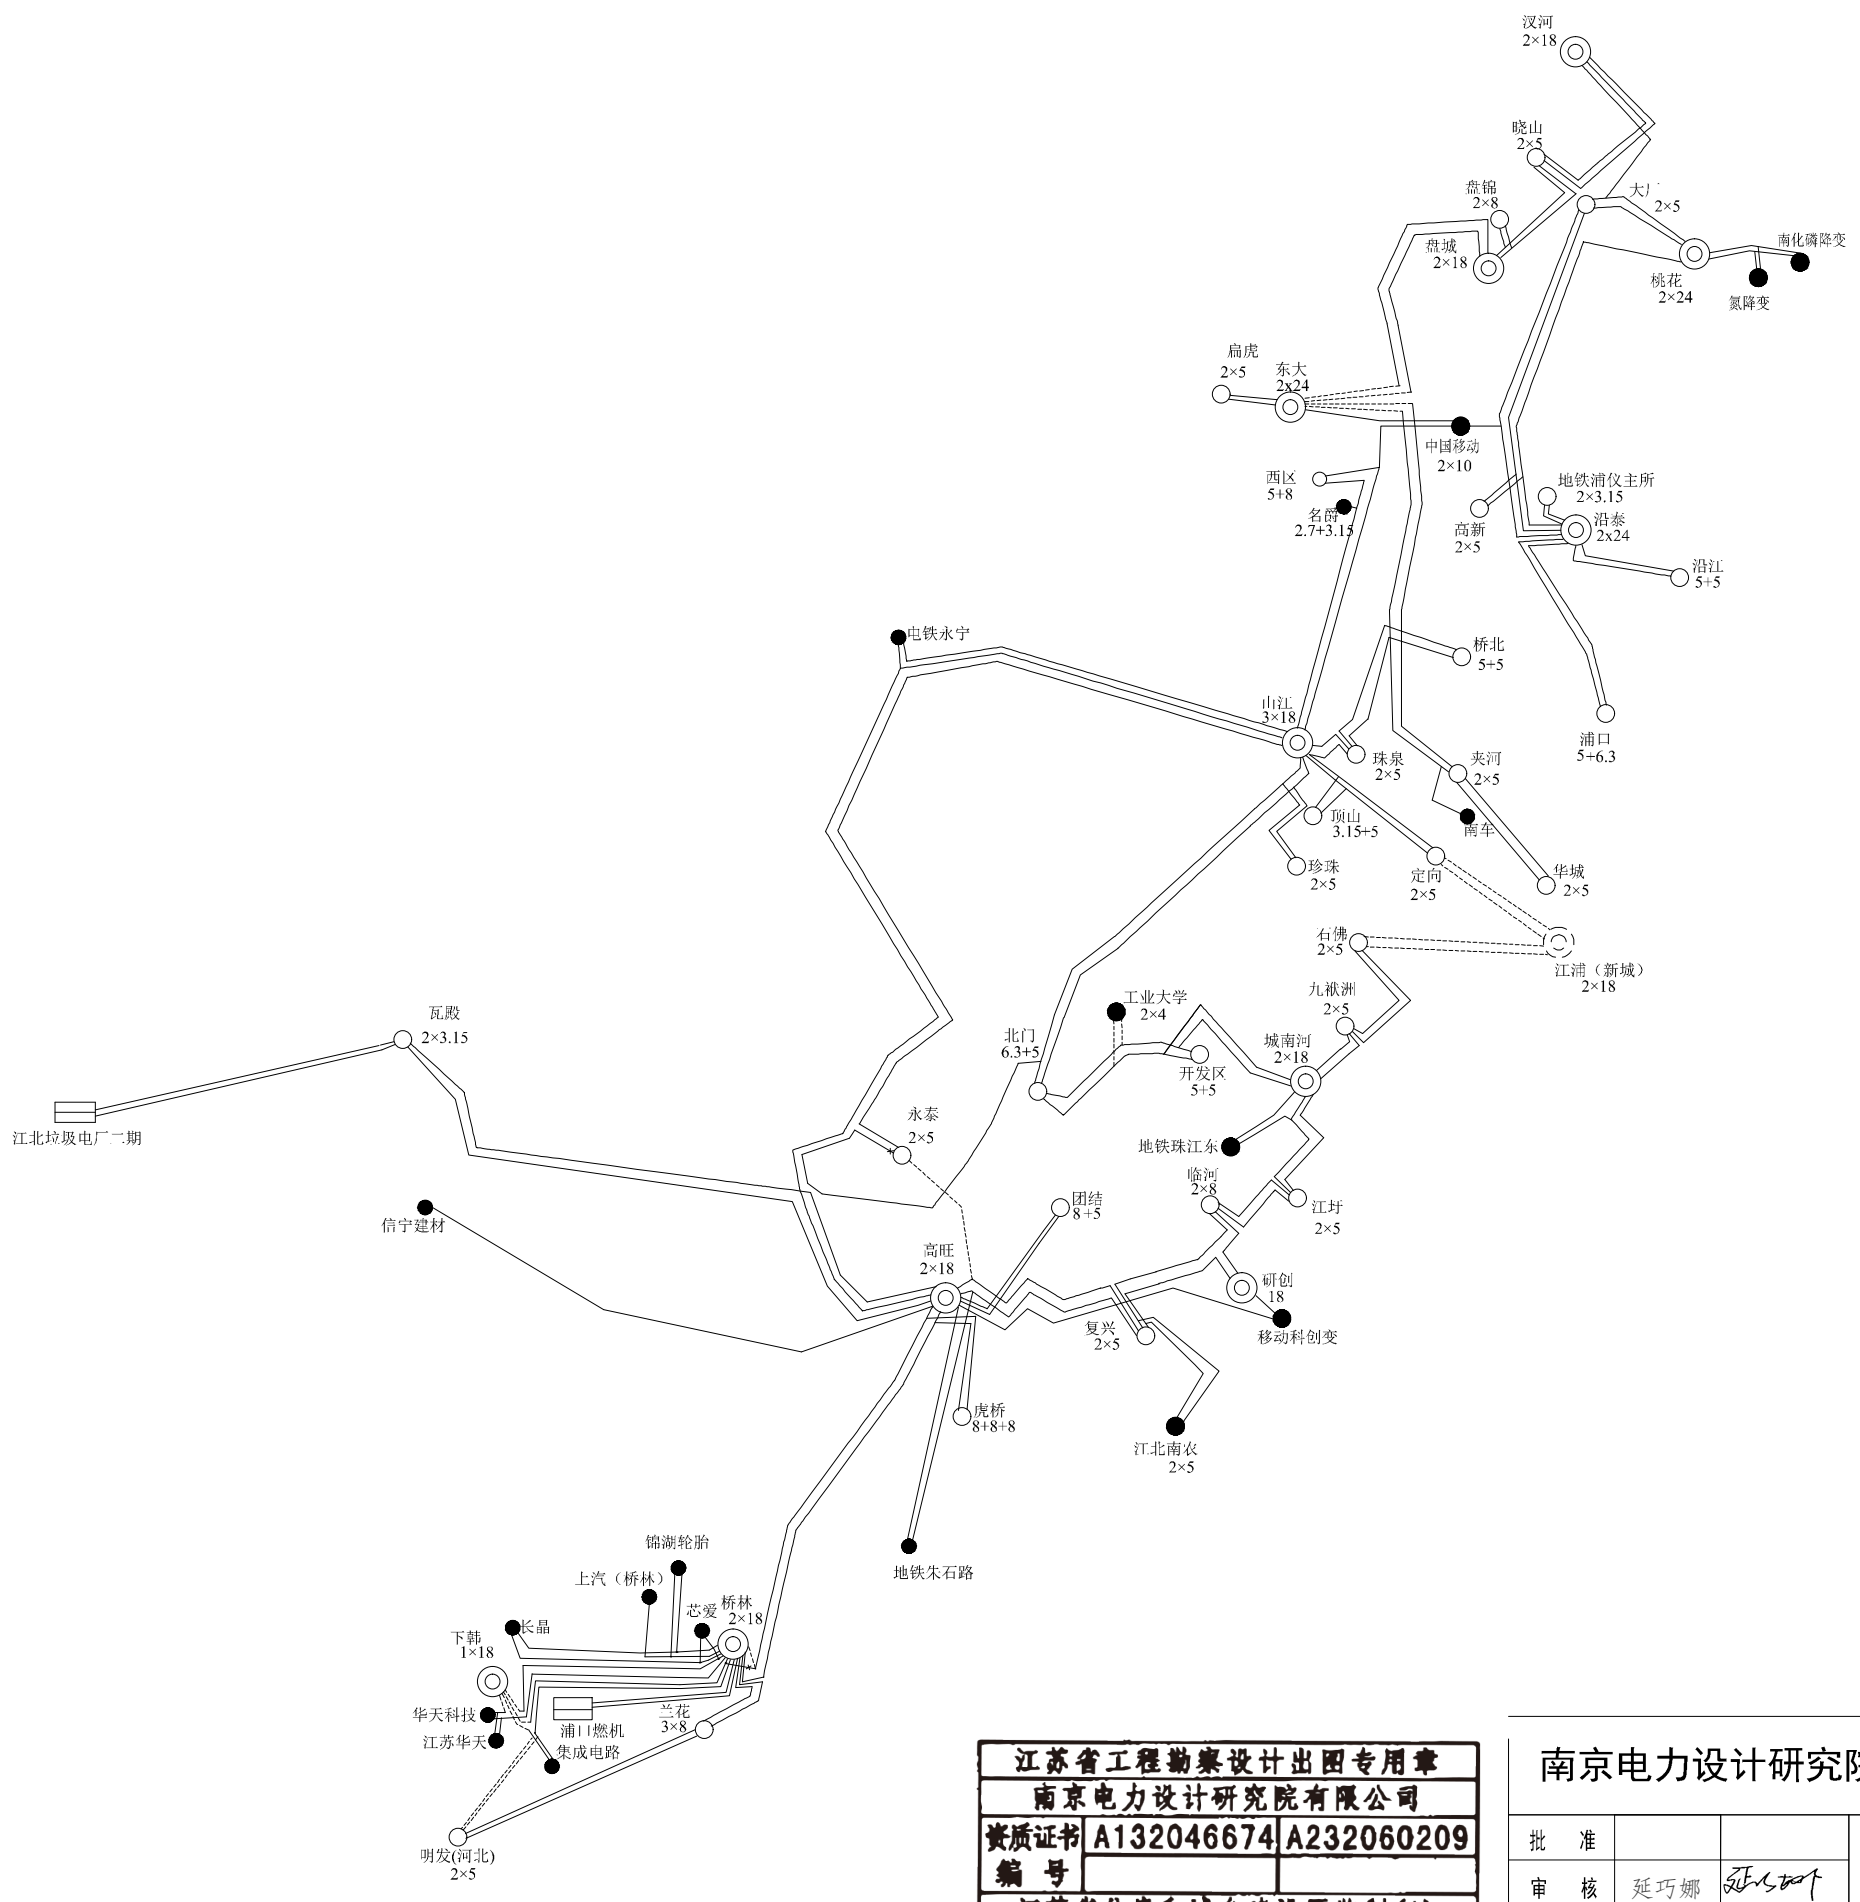 汊河
2×18
晓山
2×5
盘锦
2×8
大厂
2×5
盘城
2×18
南化磷降变
桃花
2×24
氮降变
扁虎
2×5
东大
2x24
中国移动
2×10
西区
5+8
名爵
2.7+3.15
地铁浦仪主所
2×3.15
高新
2×5
沿泰
2x24
沿江
5+5
电铁永宁
桥北
5+5
山江
3×18
浦口
5+6.3
珠泉
2×5
夹河
2×5
顶山
3.15+5
南车
珍珠
2×5
定向
2×5
华城
2×5
石佛
2×5
江浦（新城）
2×18
九袱洲
2×5
工业大学
2×4
瓦殿
2×3.15
北门
6.3+5
城南河
2×18
开发区
5+5
江北垃圾电厂二期
永泰
2×5
地铁珠江东
临河
2×8
信宁建材
团结
8+5
江圩
2×5
高旺
2×18
研创
18
复兴
2×5
移动科创变
虎桥
8+8+8
江北南农
2×5
地铁朱石路
锦湖轮胎
上汽（桥林）
芯爱
桥林
2×18
长晶
下韩
1×18
华天科技
兰花
3×8
浦口燃机
江苏华天
集成电路
明发(河北)
2×5
江苏省工程勘察设计出图专用章
南京电力设计研究院有限公司
资质证书
编 号
A132046674
A232060209
南京电力设计研究院
批 准
审 核
延巧娜
延巧娜